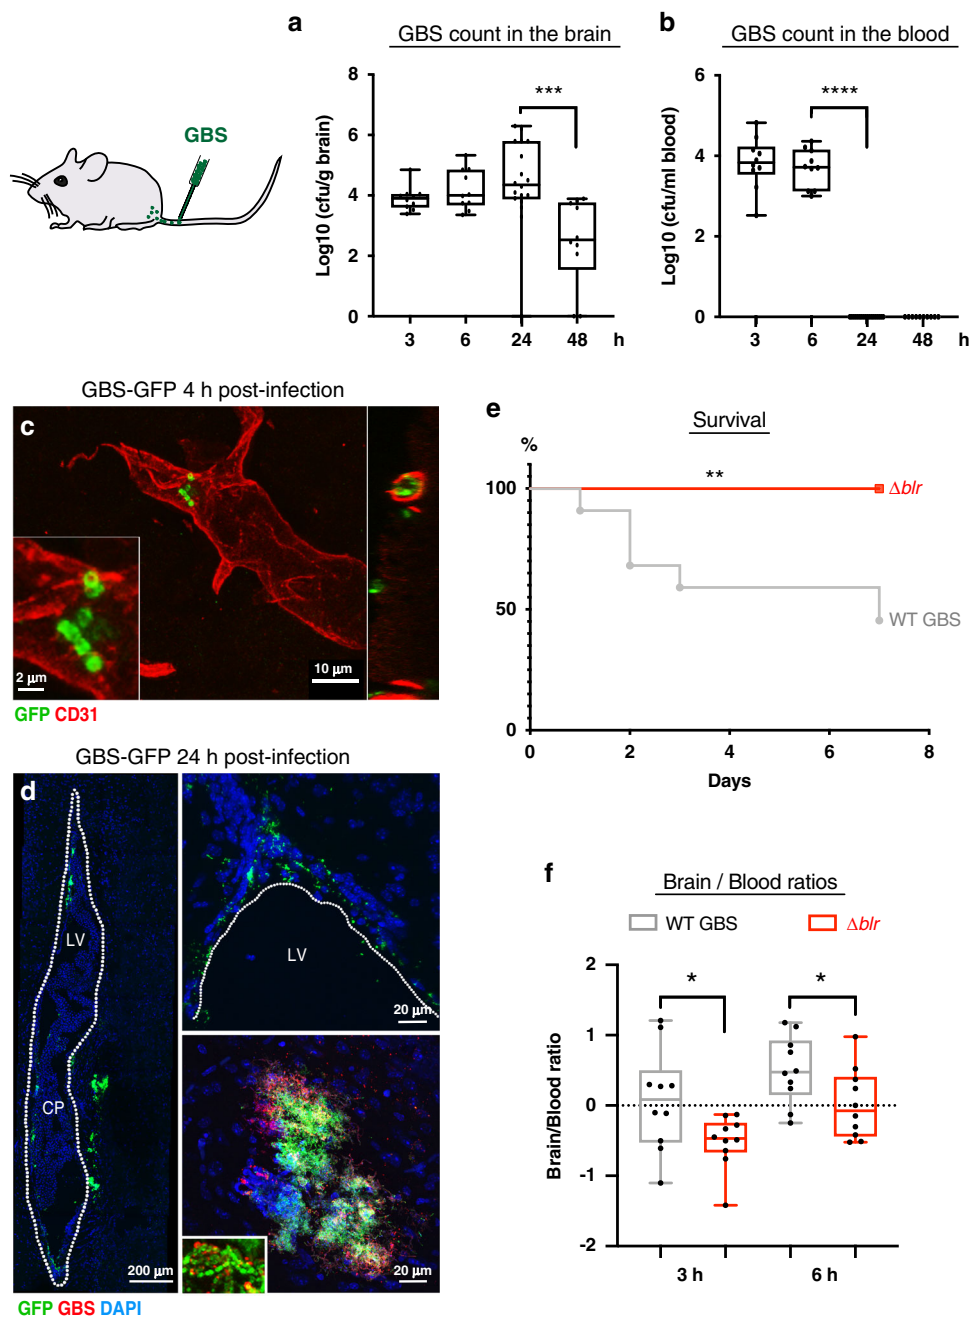 GBS
a
GBS count in the brain
Log10 (cfu/g brain)
8
6
4
2
0
***
3 6 24 48 h
b
GBS count in the blood
Log10 (cfu/ml blood)
6
4
2
0
****
3 6 24 48 h
GBS-GFP 4 h post-infection
c
2 µm
10 µm
GFP CD31
e
Survival
%
100
50
0
**
Δblr
WT GBS
0 2 4 6 8
Days
GBS-GFP 24 h post-infection
d
LV
CP
200 µm
LV
20 µm
20 µm
GFP GBS DAPI
f
Brain / Blood ratios
WT GBS Δblr
Brain/Blood ratio
2
1
0
-1
-2
* *
3 h 6 h